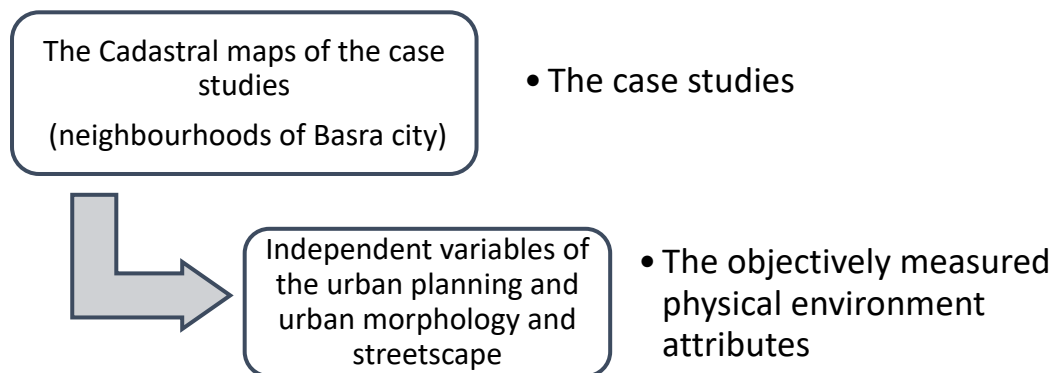 The Cadastral maps of the case
studies
(neighbourhoods of Basra city)
• The case studies
Independent variables of
the urban planning and
urban morphology and
streetscape
• The objectively measured
physical environment
attributes